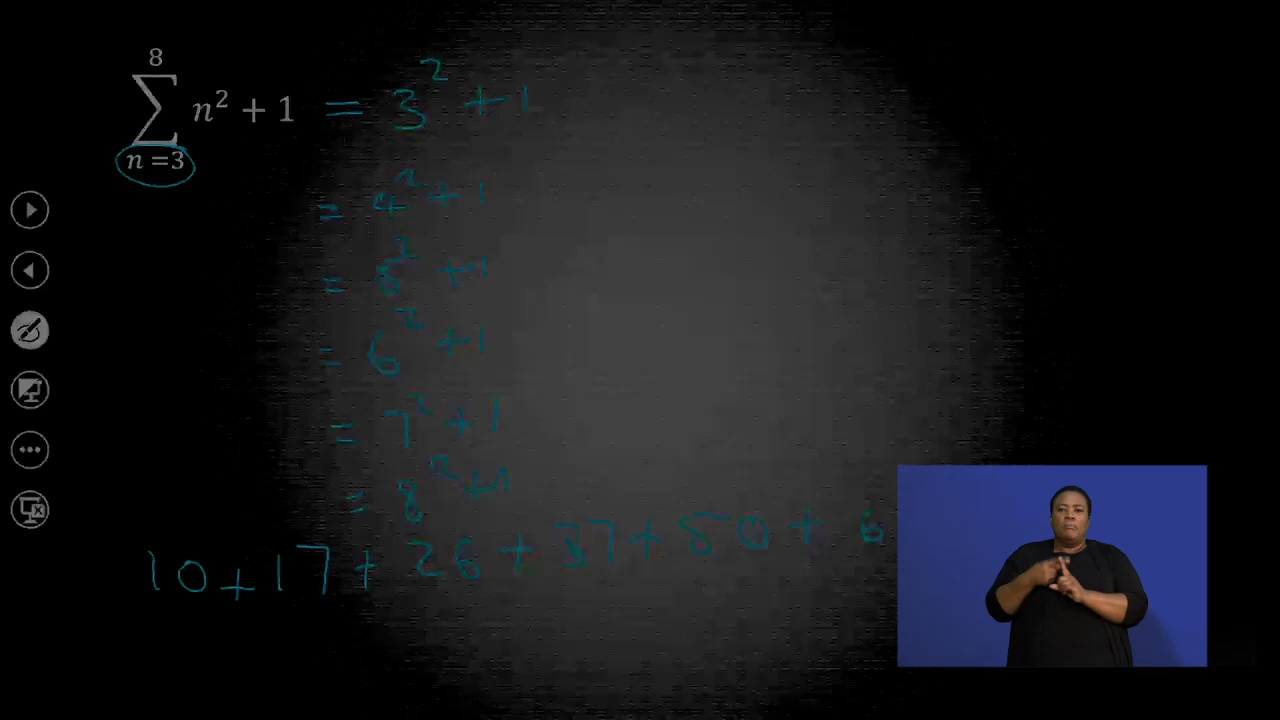 8
∑ n² + 1 = 3² + 1
n = 3
= 4² + 1
= 5² + 1
= 6² + 1
= 7² + 1
= 8² + 1
10 + 17 + 26 + 37 + 50 + 6